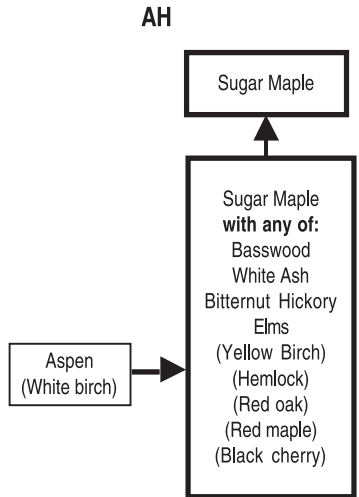 AH
Sugar Maple
Sugar Maple
with any of:
Basswood
White Ash
Bitternut Hickory
Elms
(Yellow Birch)
(Hemlock)
(Red oak)
(Red maple)
(Black cherry)
Aspen
(White birch)